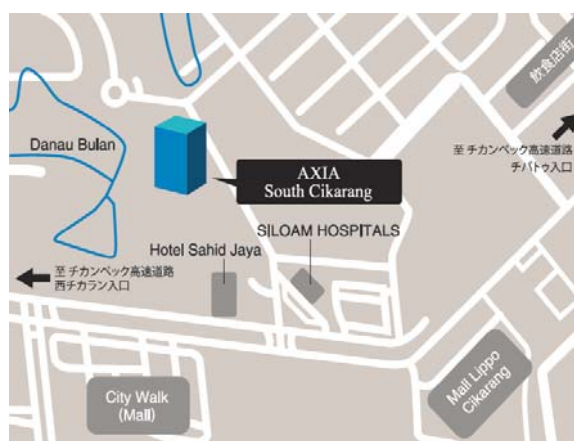 飲食店街
Danau Bulan
至 チカンペック高速道路
チバトゥ入口
AXIA
South Cikarang
SILOAM HOSPITALS
Hotel Sahid Jaya
至 チカンペック高速道路
西チカラン入口
City Walk
(Mall)
Mall Lippo
Cikarang